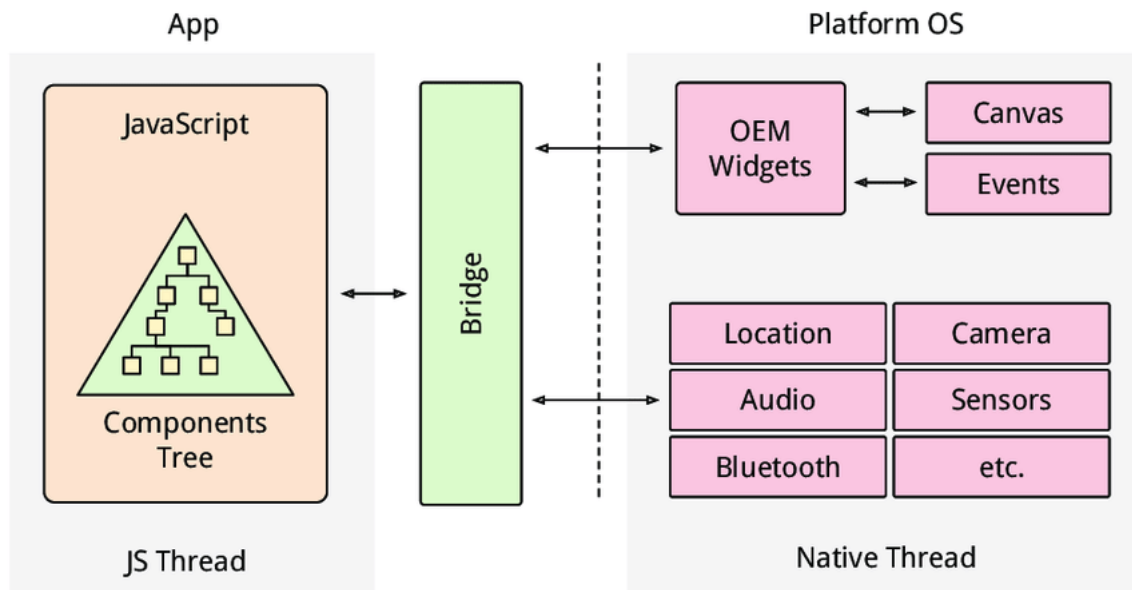 App
JavaScript
Components
Tree
JS Thread
Bridge
Platform OS
OEM
Widgets
Canvas
Events
Location
Camera
Audio
Sensors
Bluetooth
etc.
Native Thread